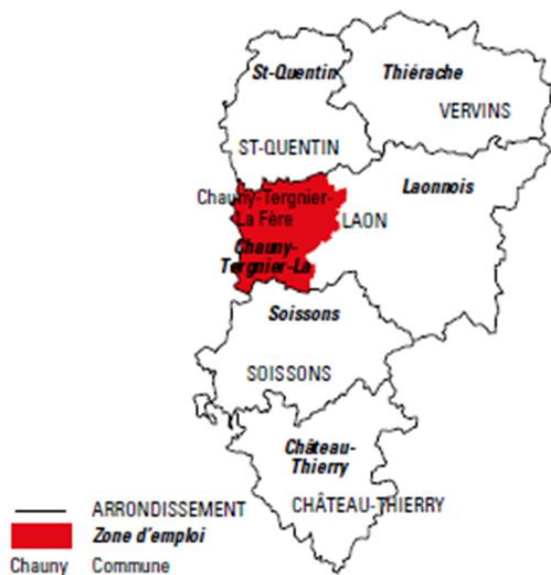 St-Quentin
Thiérache
VERVINS
ST-QUENTIN
Laonnois
Chauny-Tergnier-
La Fère
LAON
Chauny-
Tergnier-La
Soissons
SOISSONS
Château-
Thierry
CHÂTEAU-THIERRY
ARRONDISSEMENT
Zone d'emploi
Chauny Commune